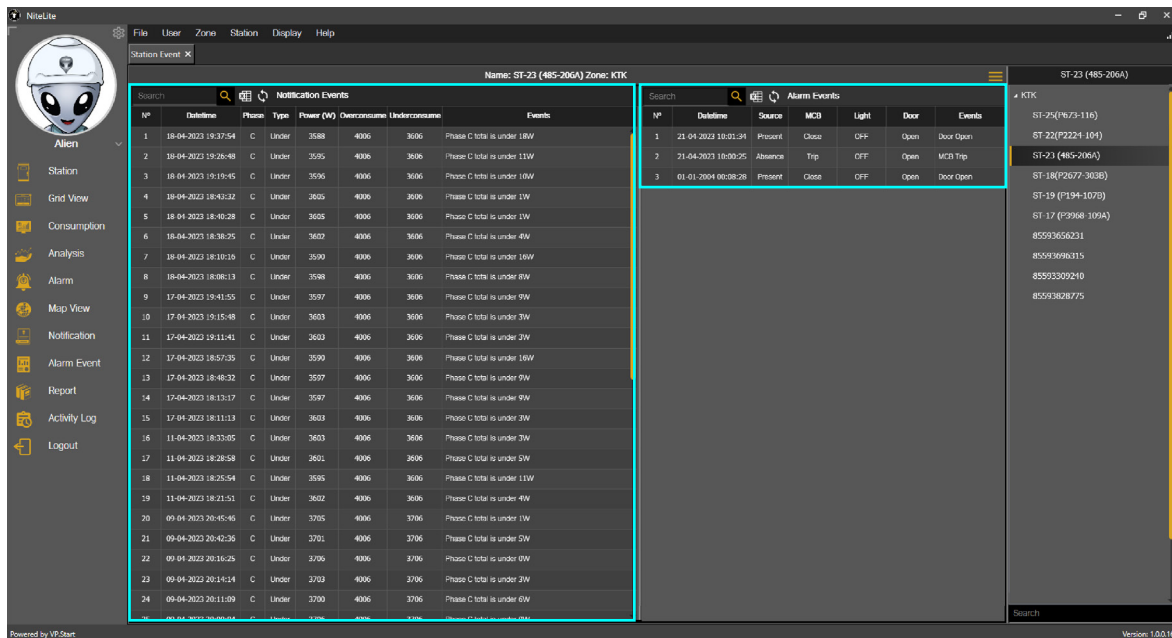 NiteLite
File User Zone Station Display Help
Station Event ×
Name: ST-23 (485-206A) Zone: KTK
ST-23 (485-206A)
Alien
Station
Grid View
Consumption
Analysis
Alarm
Map View
Notification
Alarm Event
Report
Activity Log
Logout
Search Notification Events
Nº Datetime Phase Type Power (W) Overconsume Underconsume Events
1 18-04-2023 19:37:54 C Under 3588 4006 3606 Phase C total is under 18W
2 18-04-2023 19:26:48 C Under 3595 4006 3606 Phase C total is under 11W
3 18-04-2023 19:19:45 C Under 3596 4006 3606 Phase C total is under 10W
4 18-04-2023 18:43:32 C Under 3605 4006 3606 Phase C total is under 1W
5 18-04-2023 18:40:28 C Under 3605 4006 3606 Phase C total is under 1W
6 18-04-2023 18:38:25 C Under 3602 4006 3606 Phase C total is under 4W
7 18-04-2023 18:10:16 C Under 3590 4006 3606 Phase C total is under 16W
8 18-04-2023 18:08:13 C Under 3598 4006 3606 Phase C total is under 8W
9 17-04-2023 19:41:55 C Under 3597 4006 3606 Phase C total is under 9W
10 17-04-2023 19:15:48 C Under 3603 4006 3606 Phase C total is under 3W
11 17-04-2023 19:11:41 C Under 3603 4006 3606 Phase C total is under 3W
12 17-04-2023 18:57:35 C Under 3590 4006 3606 Phase C total is under 16W
13 17-04-2023 18:48:32 C Under 3597 4006 3606 Phase C total is under 9W
14 17-04-2023 18:13:17 C Under 3597 4006 3606 Phase C total is under 9W
15 17-04-2023 18:11:13 C Under 3603 4006 3606 Phase C total is under 3W
16 11-04-2023 18:33:05 C Under 3603 4006 3606 Phase C total is under 3W
17 11-04-2023 18:28:58 C Under 3601 4006 3606 Phase C total is under 5W
18 11-04-2023 18:25:54 C Under 3595 4006 3606 Phase C total is under 11W
19 11-04-2023 18:21:51 C Under 3602 4006 3606 Phase C total is under 4W
20 09-04-2023 20:45:46 C Under 3705 4006 3706 Phase C total is under 1W
21 09-04-2023 20:42:36 C Under 3701 4006 3706 Phase C total is under 5W
22 09-04-2023 20:16:25 C Under 3706 4006 3706 Phase C total is under 0W
23 09-04-2023 20:14:14 C Under 3703 4006 3706 Phase C total is under 3W
24 09-04-2023 20:11:09 C Under 3700 4006 3706 Phase C total is under 6W
Search Alarm Events
Nº Datetime Source MCB Light Door Events
1 21-04-2023 10:01:34 Present Close OFF Open Door Open
2 21-04-2023 10:00:25 Absence Trip OFF Open MCB Trip
3 01-01-2004 00:08:28 Present Close OFF Open Door Open
KTK
ST-25(P673-116)
ST-22(P2224-104)
ST-23 (485-206A)
ST-18(P2677-303B)
ST-19 (P194-107B)
ST-17 (P3968-109A)
85593656231
85593696315
85593309240
85593828775
Search
Powered by VP.Start
Version: 1.0.0.1